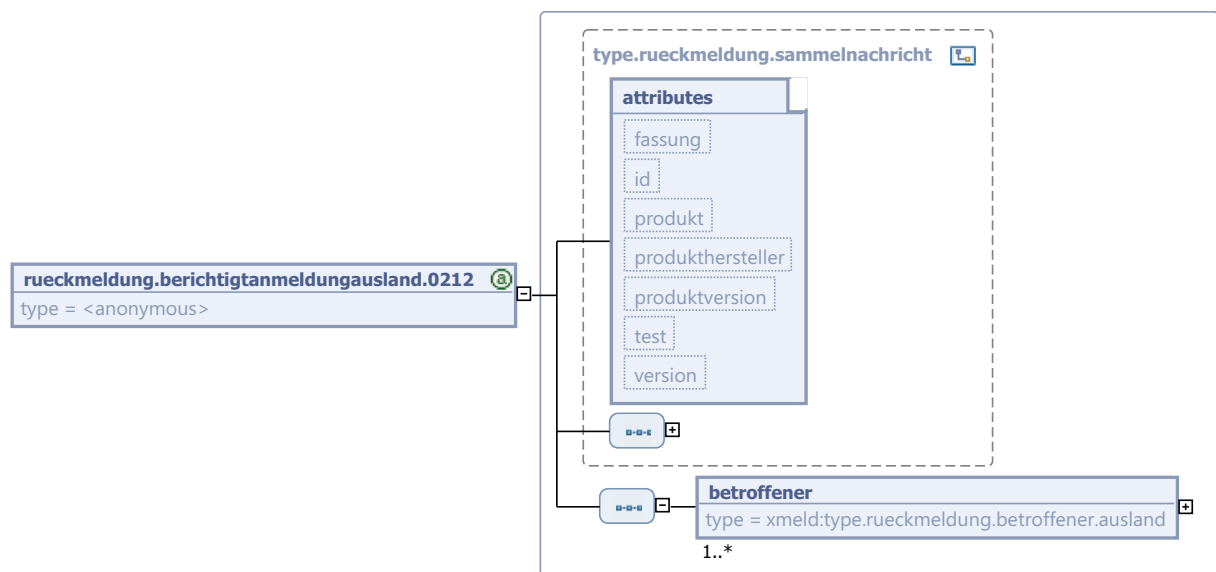 type.rueckmeldung.sammelnachricht
attributes
fassung
id
produkt
produkthersteller
produktversion
test
version
rueckmeldung.berichtigtanmeldungausland.0212 a
type = <anonymous>
betroffener
type = xmeld:type.rueckmeldung.betroffener.ausland
1..*